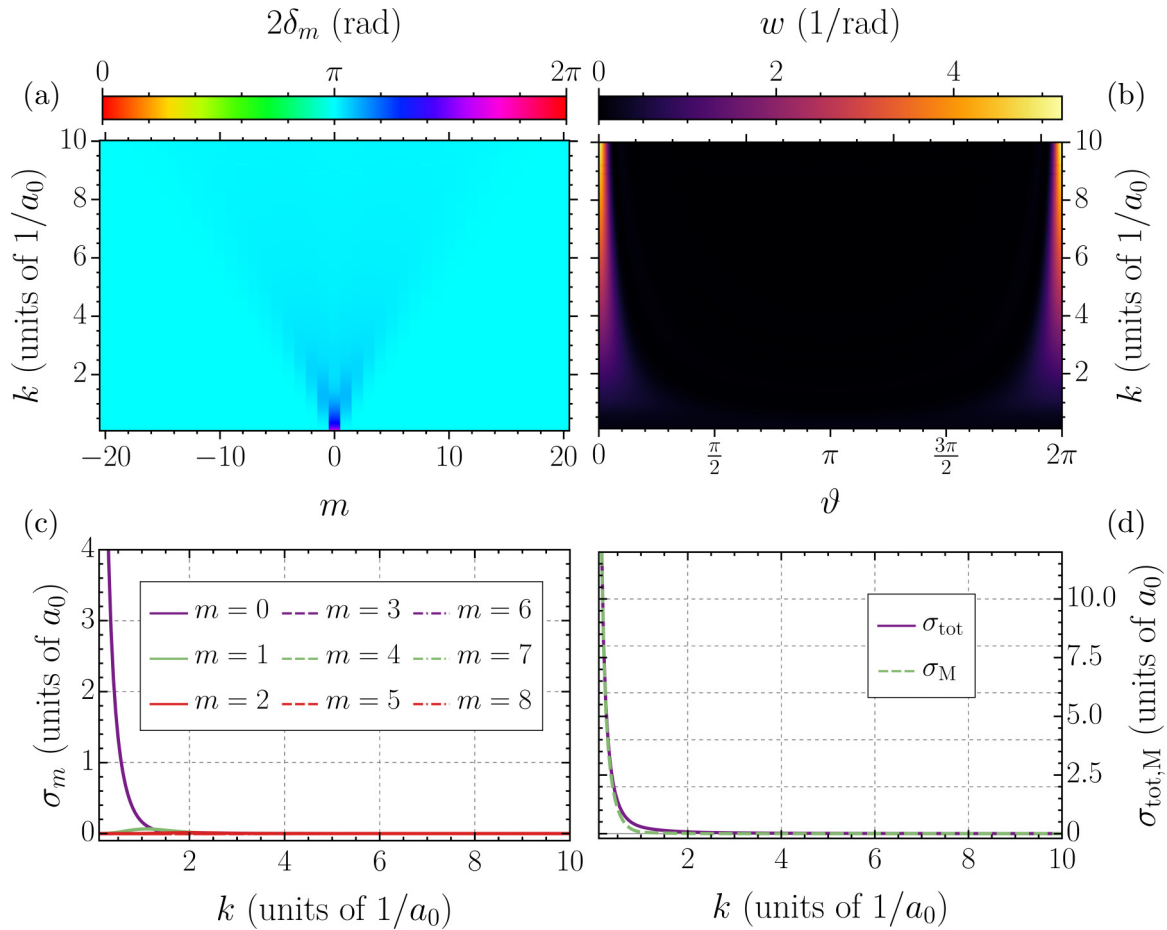 2δₘ (rad)
w (1/rad)
0 π 2π
0 2 4
(a)
(b)
10
8
6
4
2
k (units of 1/a₀)
10
8
6
4
2
k (units of 1/a₀)
−20 −10 0 10 20
0 π/2 π 3π/2 2π
m
ϑ
(c)
(d)
4
3
2
1
0
σₘ (units of a₀)
m = 0 m = 3 m = 6
m = 1 m = 4 m = 7
m = 2 m = 5 m = 8
σ_tot
σ_M
10.0
7.5
5.0
2.5
0
σ_tot,M (units of a₀)
2 4 6 8 10
2 4 6 8 10
k (units of 1/a₀)
k (units of 1/a₀)